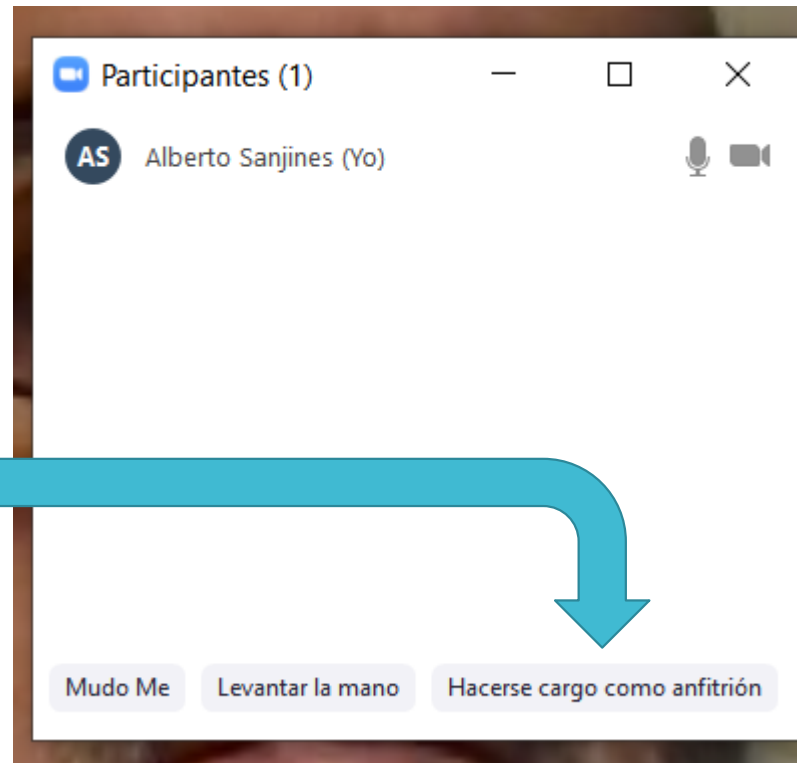 Participantes (1)
AS Alberto Sanjines (Yo)
Mudo Me Levantar la mano Hacerse cargo como anfitrión